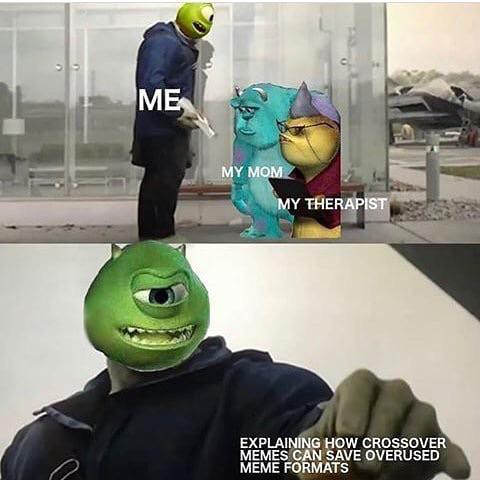 ME
MY MOM
MY THERAPIST
EXPLAINING HOW CROSSOVER
MEMES CAN SAVE OVERUSED
MEME FORMATS